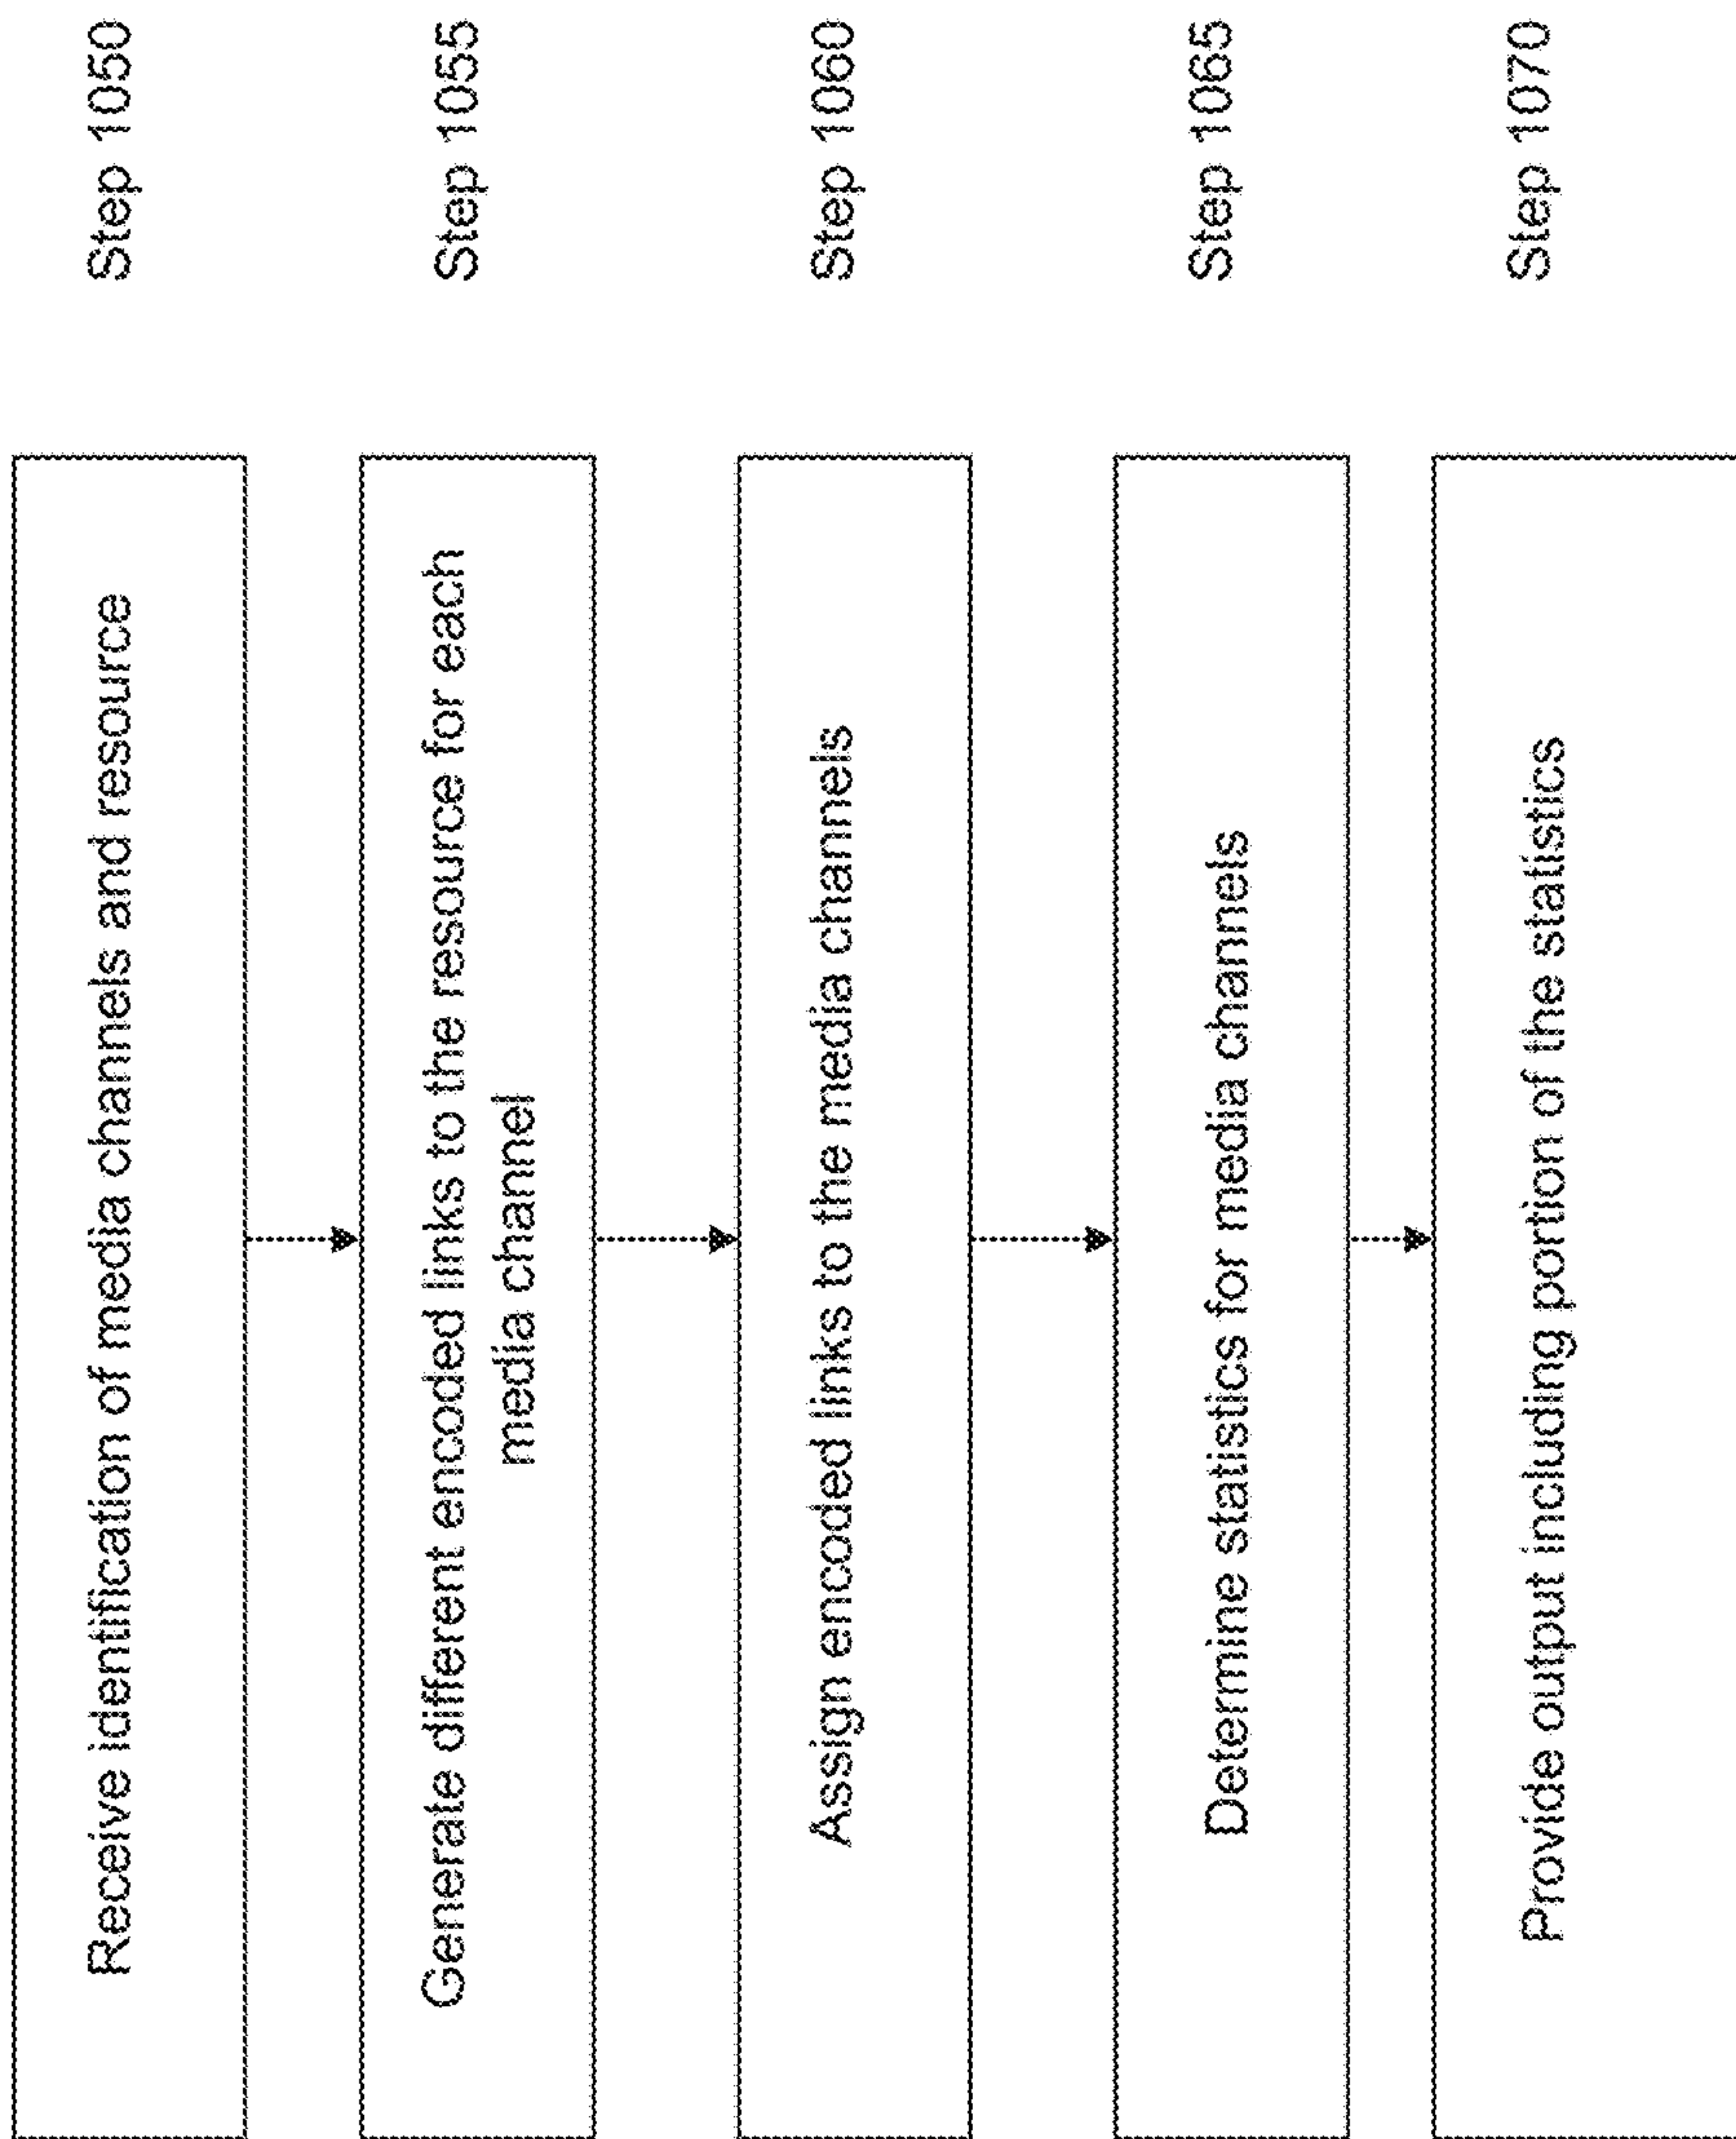 Receive identification of media channels and resource
Step 1050
Generate different encoded links to the resource for each
media channel
Step 1055
Assign encoded links to the media channels
Step 1060
Determine statistics for media channels
Step 1065
Provide output including portion of the statistics
Step 1070